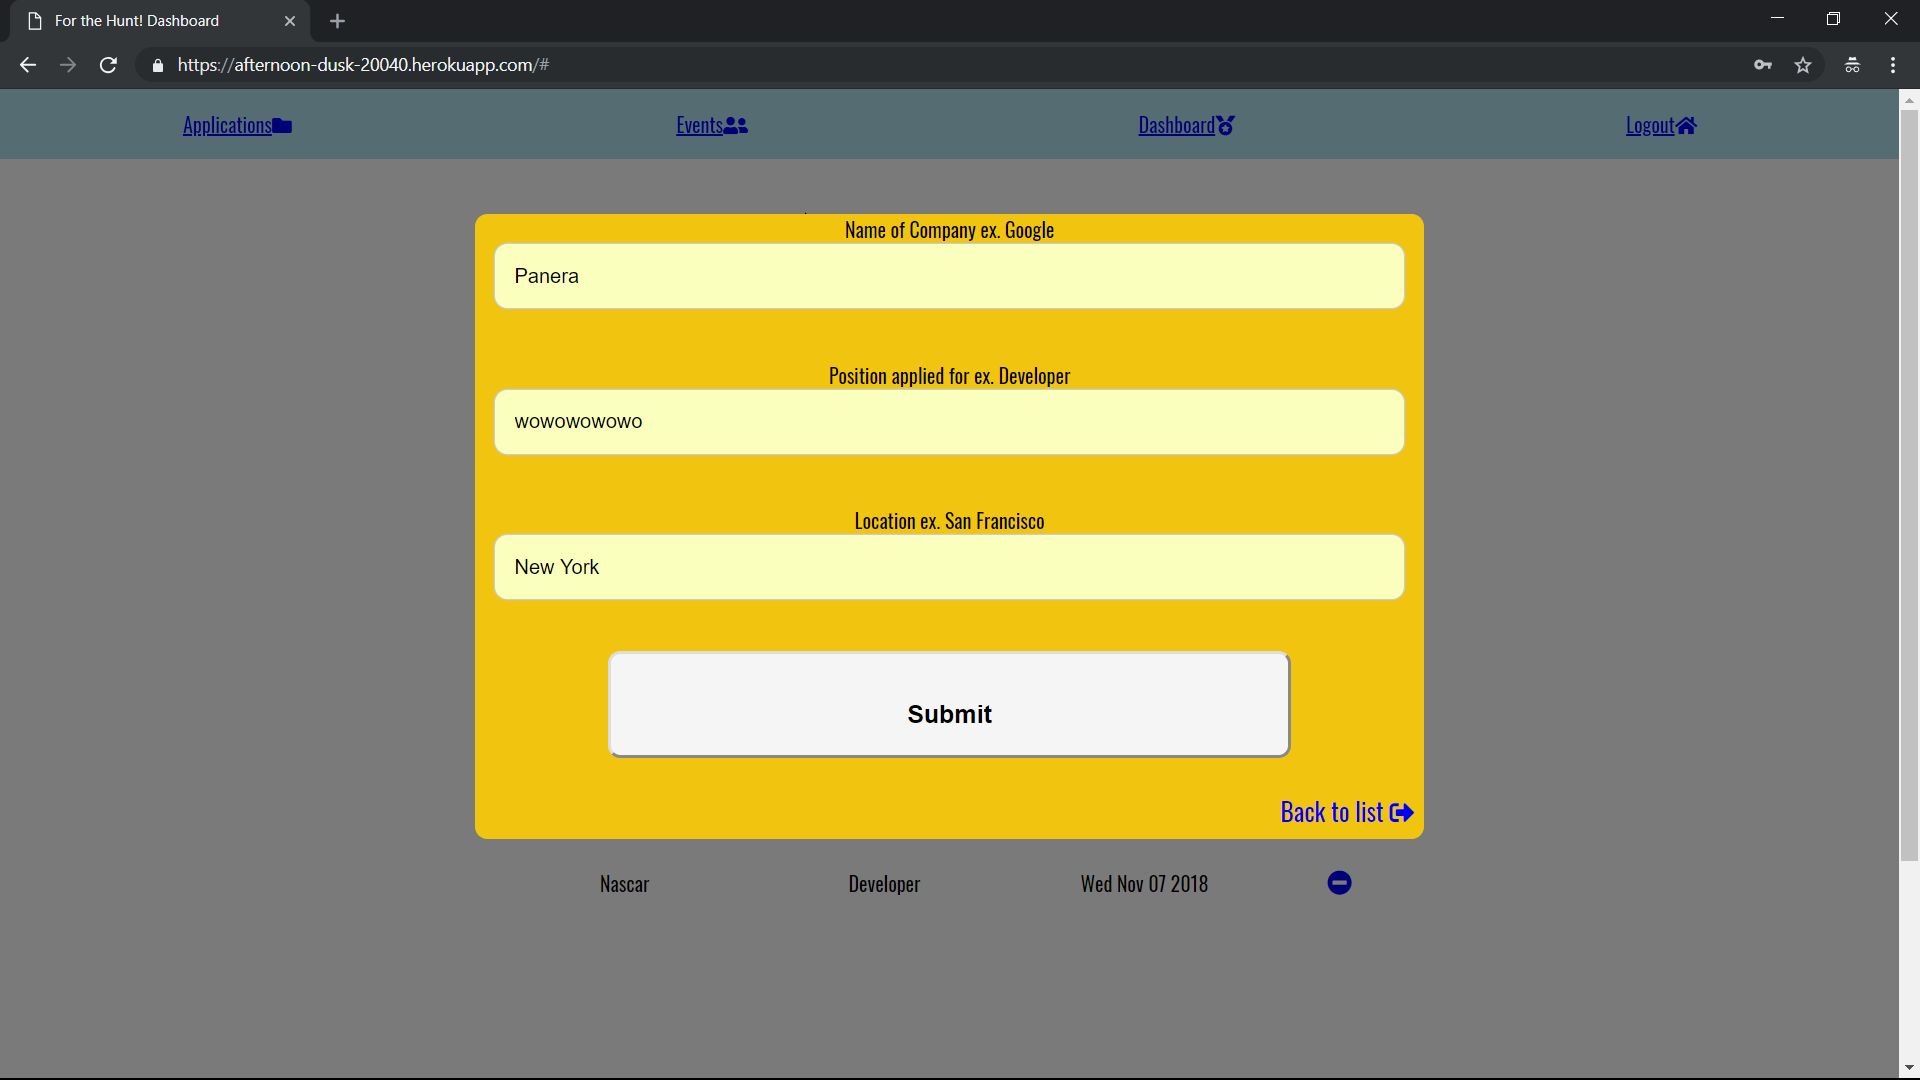 For the Hunt! Dashboard
https://afternoon-dusk-20040.herokuapp.com/#
Applications Events Dashboard Logout
Name of Company ex. Google
Panera
Position applied for ex. Developer
wowowowowo
Location ex. San Francisco
New York
Submit
Back to list
Nascar Developer Wed Nov 07 2018